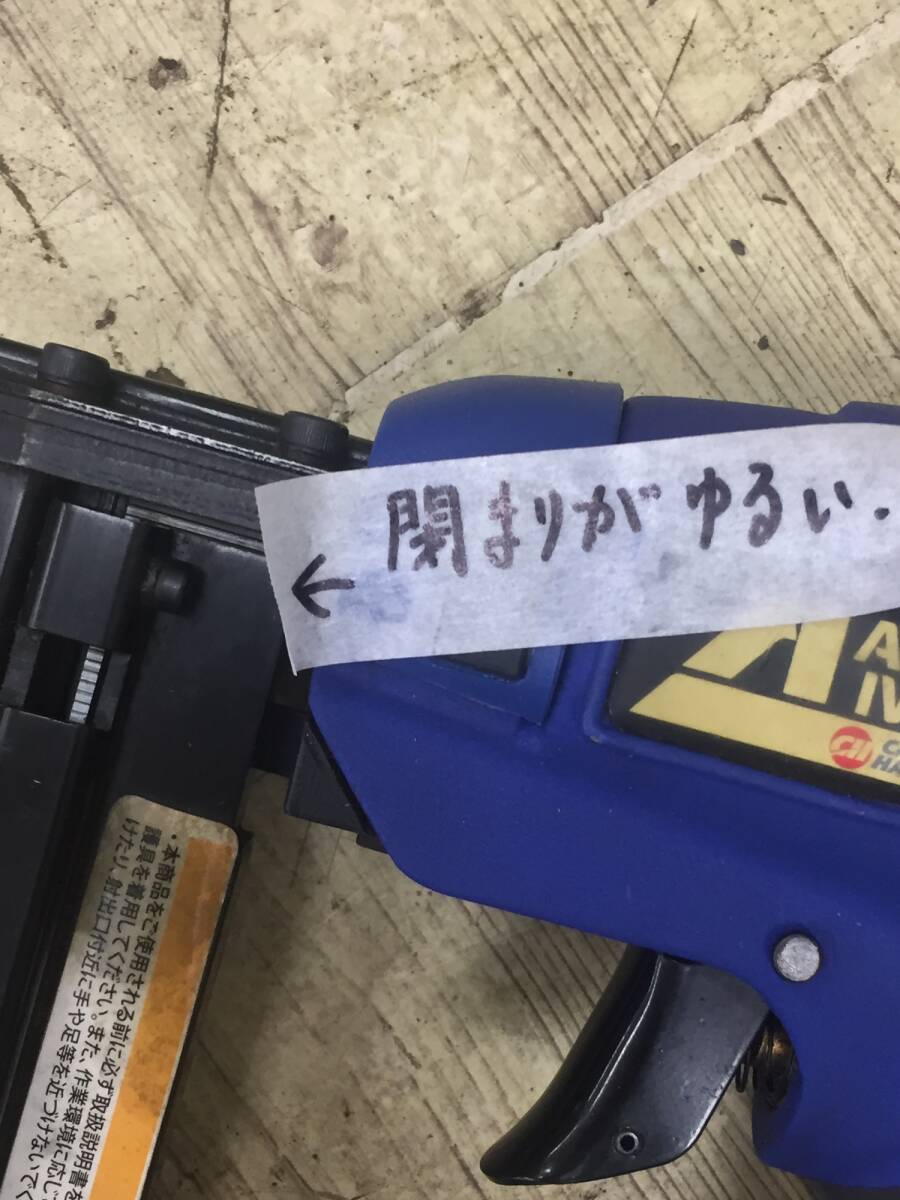 ← 閉まりがゆるい.
・本商品をご使用される前に必ず取扱説明書を
護具を着用してください。また、作業環境に応じ
けたり、射出口付近に手や足等を近づけないでく